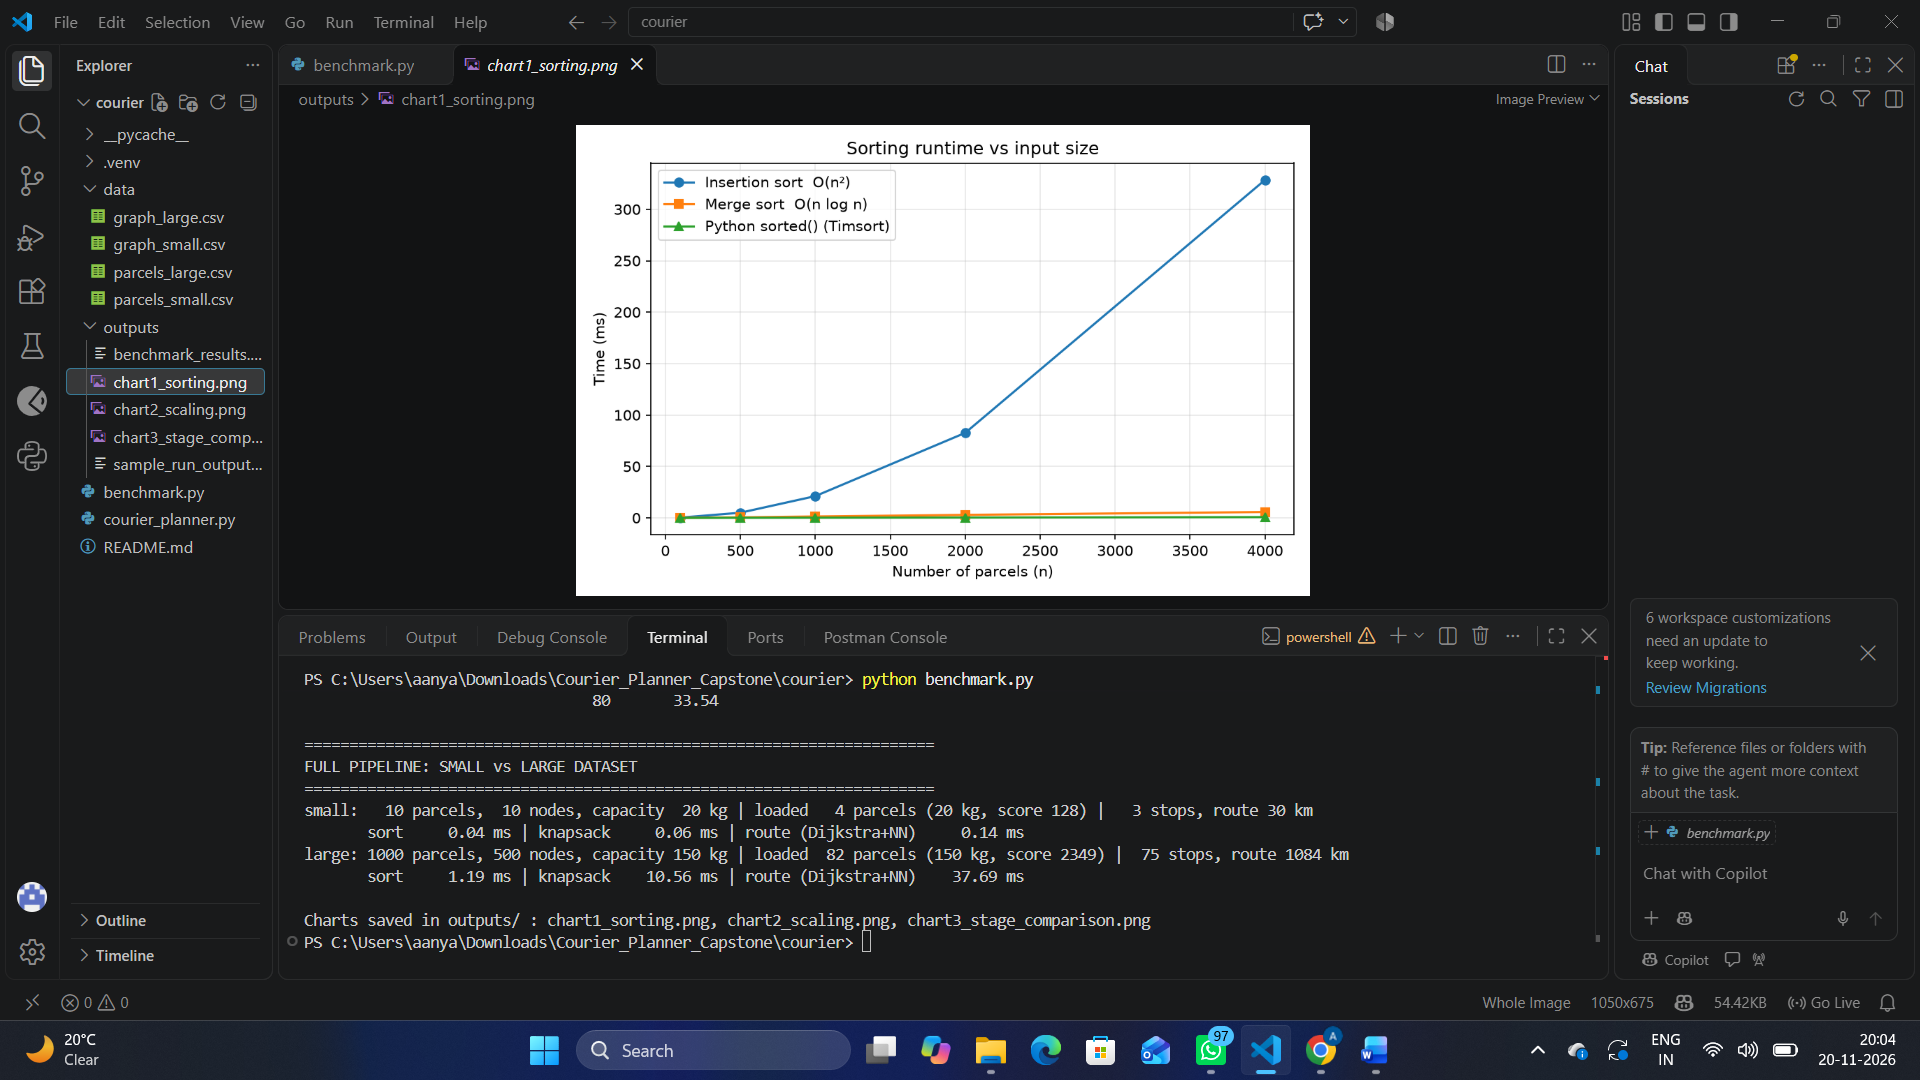 File Edit Selection View Go Run Terminal Help
courier
Explorer
courier
__pycache__
.venv
data
graph_large.csv
graph_small.csv
parcels_large.csv
parcels_small.csv
outputs
benchmark_results....
chart1_sorting.png
chart2_scaling.png
chart3_stage_comp...
sample_run_output...
benchmark.py
courier_planner.py
README.md
Outline
Timeline
benchmark.py
chart1_sorting.png
outputs > chart1_sorting.png
Image Preview
Sorting runtime vs input size
Insertion sort O(n²)
Merge sort O(n log n)
Python sorted() (Timsort)
Time (ms)
300
250
200
150
100
50
0
0 500 1000 1500 2000 2500 3000 3500 4000
Number of parcels (n)
Problems Output Debug Console Terminal Ports Postman Console
powershell
PS C:\Users\aanya\Downloads\Courier_Planner_Capstone\courier> python benchmark.py
80 33.54
======================================================================
FULL PIPELINE: SMALL vs LARGE DATASET
======================================================================
small: 10 parcels, 10 nodes, capacity 20 kg | loaded 4 parcels (20 kg, score 128) | 3 stops, route 30 km
sort 0.04 ms | knapsack 0.06 ms | route (Dijkstra+NN) 0.14 ms
large: 1000 parcels, 500 nodes, capacity 150 kg | loaded 82 parcels (150 kg, score 2349) | 75 stops, route 1084 km
sort 1.19 ms | knapsack 10.56 ms | route (Dijkstra+NN) 37.69 ms
Charts saved in outputs/ : chart1_sorting.png, chart2_scaling.png, chart3_stage_comparison.png
PS C:\Users\aanya\Downloads\Courier_Planner_Capstone\courier>
Chat
Sessions
6 workspace customizations
need an update to
keep working.
Review Migrations
Tip: Reference files or folders with
# to give the agent more context
about the task.
benchmark.py
Chat with Copilot
Copilot
0 0
Whole Image 1050x675 54.42KB Go Live
20°C
Clear
Search
97
A
ENG
IN
20:04
20-11-2026